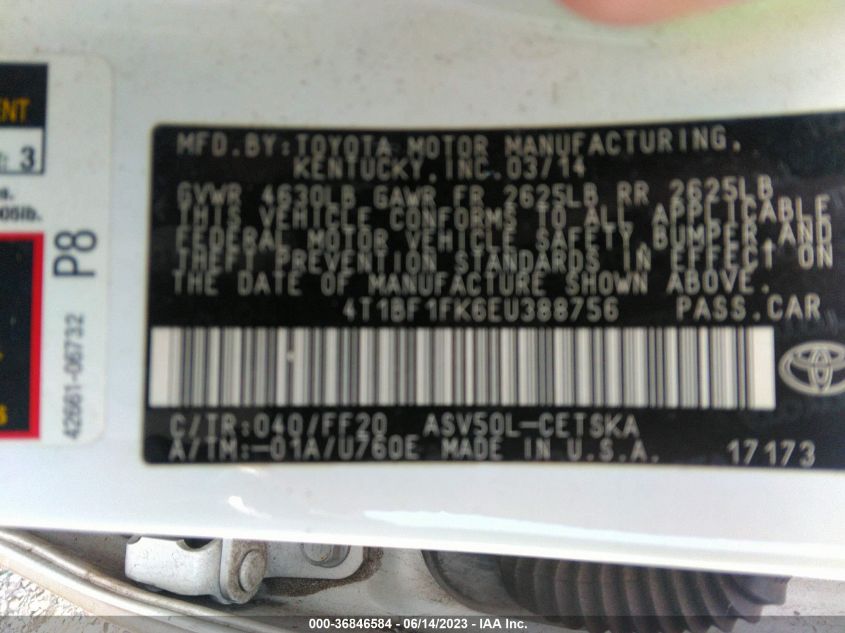 MFD.BY:TOYOTA MOTOR MANUFACTURING,
KENTUCKY,INC.03/14
GVWR 4630LB GAWR FR 2625LB RR 2625LB
THIS VEHICLE CONFORMS TO ALL APPLICABLE
FEDERAL MOTOR VEHICLE SAFETY,BUMPER,AND
THEFT PREVENTION STANDARDS IN EFFECT ON
THE DATE OF MANUFACTURE SHOWN ABOVE.
4T1BF1FK6EU388756 PASS.CAR
C/TR:040/FF20 ASV50L-CETSKA
A/TM:-01A/U760E MADE IN U.S.A. 17173
P8
42661-06732
3
000-36846584 / 06/14/2023 - IAA Inc.